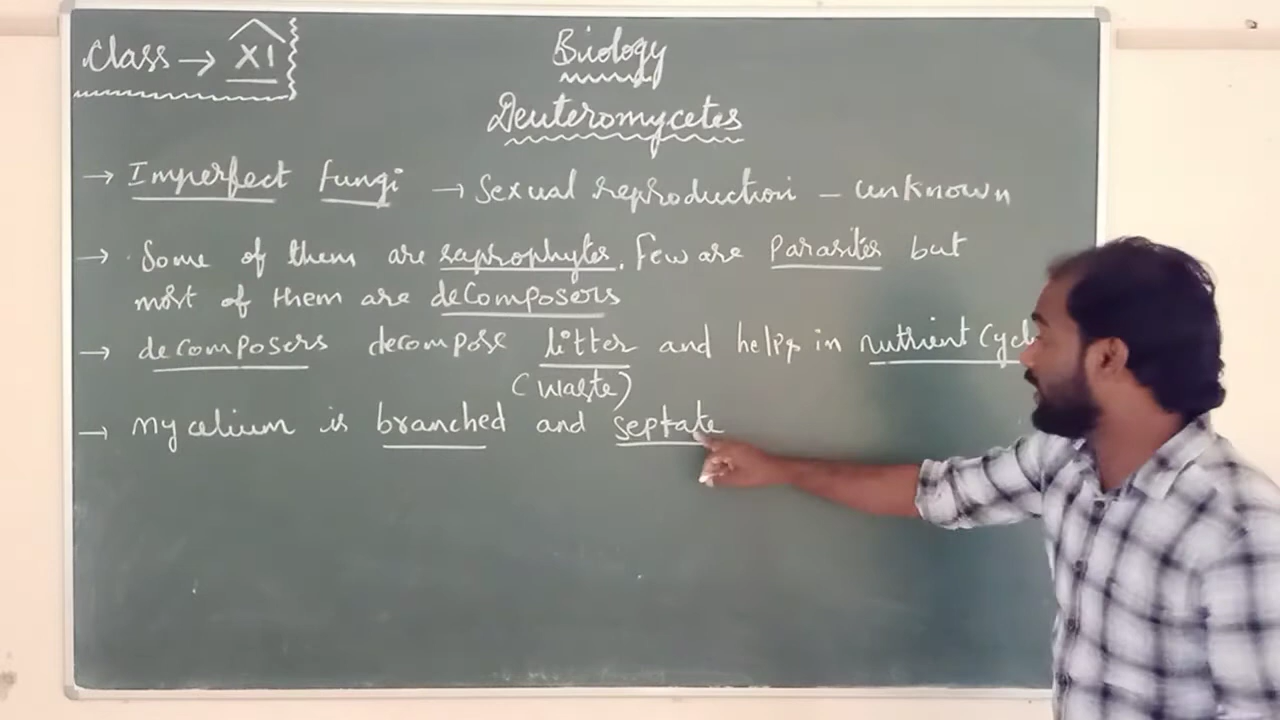 Class → XI
Biology
Deuteromycetes
→ Imperfect fungi → Sexual reproduction – unknown
→ Some of them are saprophytes. Few are Parasites but
most of them are decomposers
→ decomposers decompose litter and helps in nutrient
(waste)
→ Mycelium is branched and septate